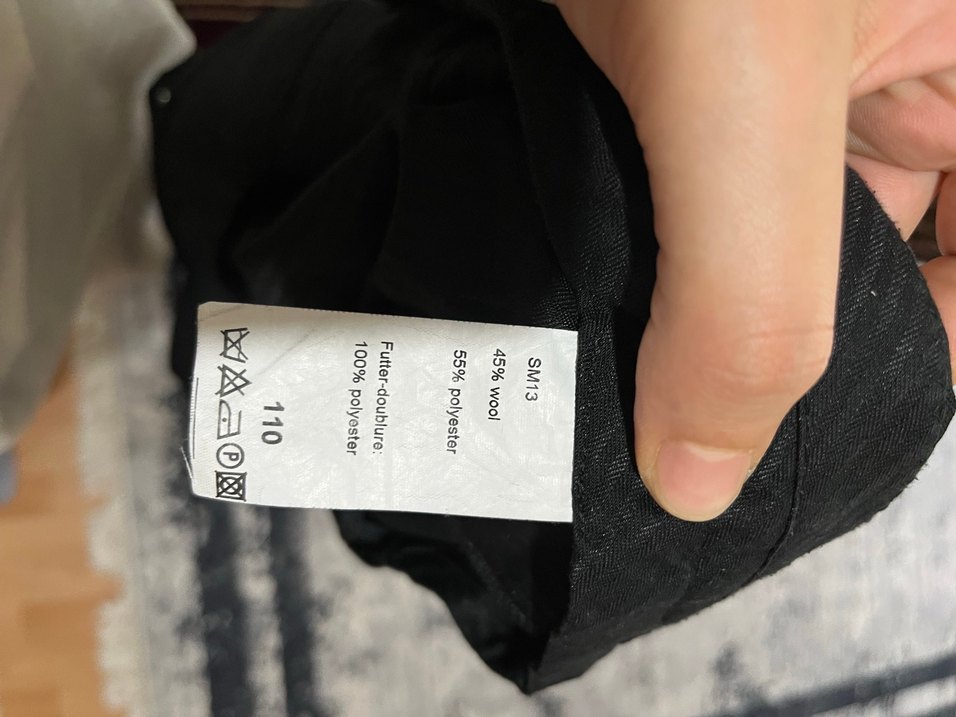 SM13
45% wool
55% polyester
Futter-doublure:
100% polyester
110
P